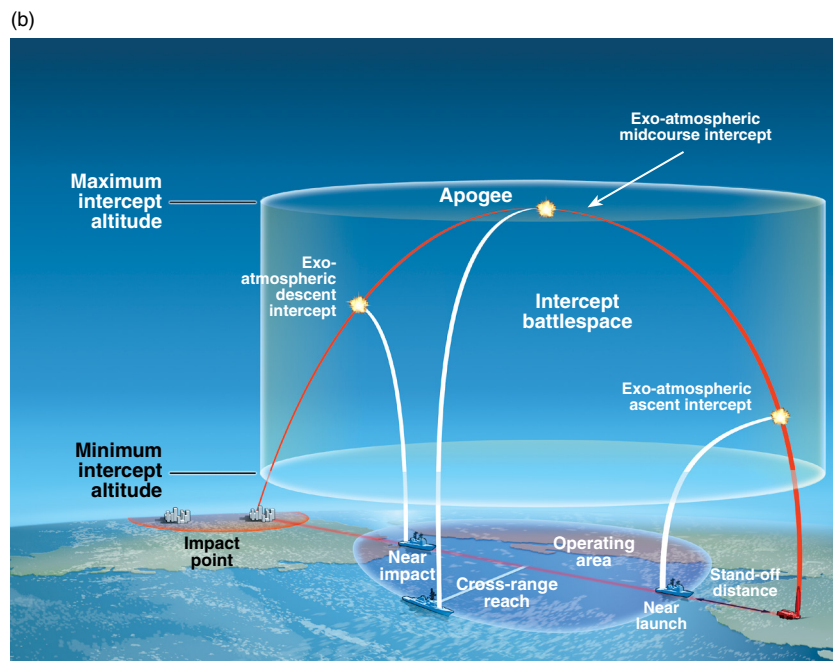 (b)
Exo-atmospheric
midcourse intercept
Maximum
intercept
altitude
Apogee
Exo-
atmospheric
descent
intercept
Intercept
battlespace
Exo-atmospheric
ascent intercept
Minimum
intercept
altitude
Impact
point
Near
impact
Operating
area
Cross-range
reach
Stand-off
distance
Near
launch